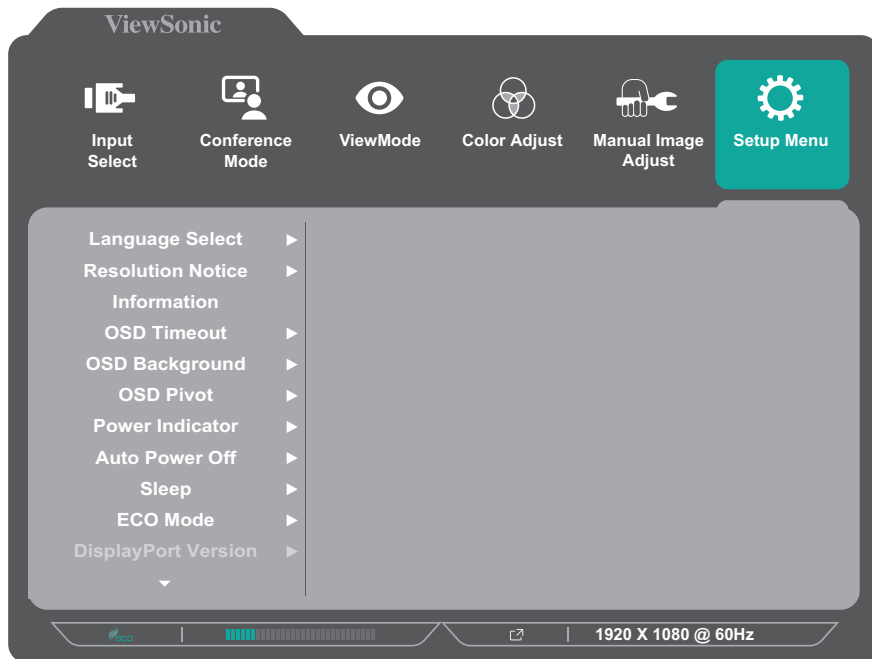 ViewSonic
Input
Select
Conference
Mode
ViewMode
Color Adjust
Manual Image
Adjust
Setup Menu
Language Select
Resolution Notice
Information
OSD Timeout
OSD Background
OSD Pivot
Power Indicator
Auto Power Off
Sleep
ECO Mode
DisplayPort Version
eco
1920 X 1080 @ 60Hz